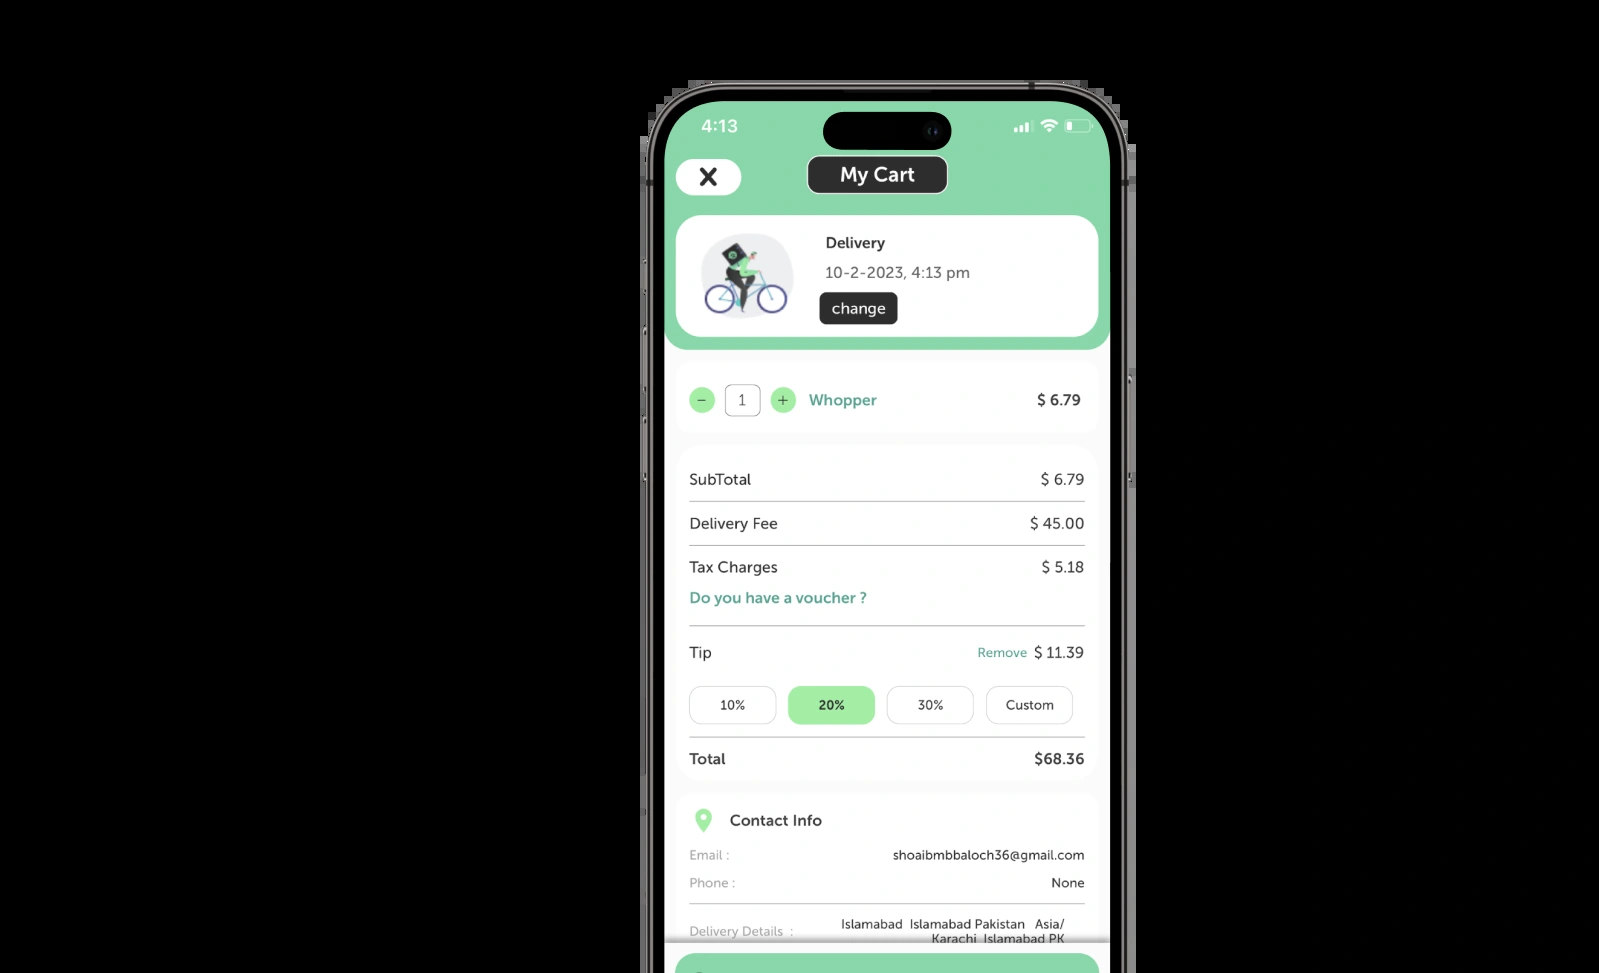 4:13
My Cart
Delivery
10-2-2023, 4:13 pm
change
− 1 + Whopper $ 6.79
SubTotal $ 6.79
Delivery Fee $ 45.00
Tax Charges $ 5.18
Do you have a voucher ?
Tip Remove $ 11.39
10% 20% 30% Custom
Total $68.36
Contact Info
Email : shoaibmbbaloch36@gmail.com
Phone : None
Delivery Details : Islamabad Islamabad Pakistan Asia/
Karachi Islamabad PK